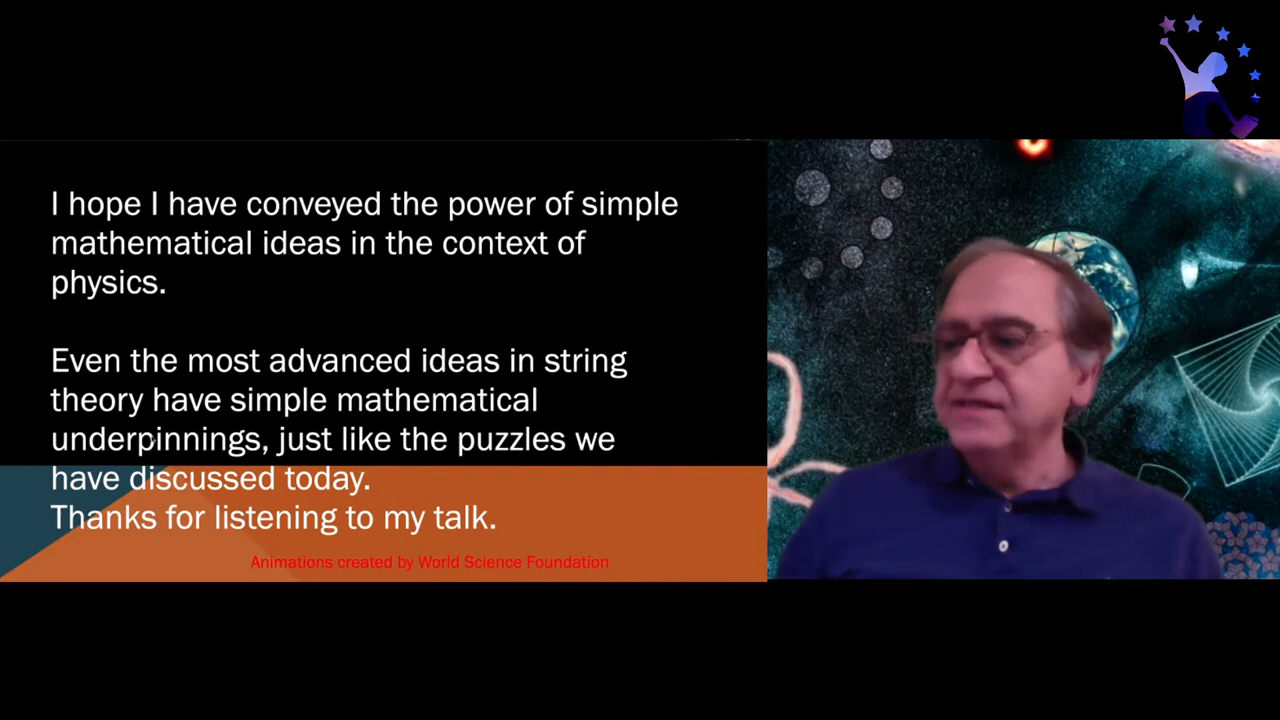 I hope I have conveyed the power of simple
mathematical ideas in the context of
physics.
Even the most advanced ideas in string
theory have simple mathematical
underpinnings, just like the puzzles we
have discussed today.
Thanks for listening to my talk.
Animations created by World Science Foundation